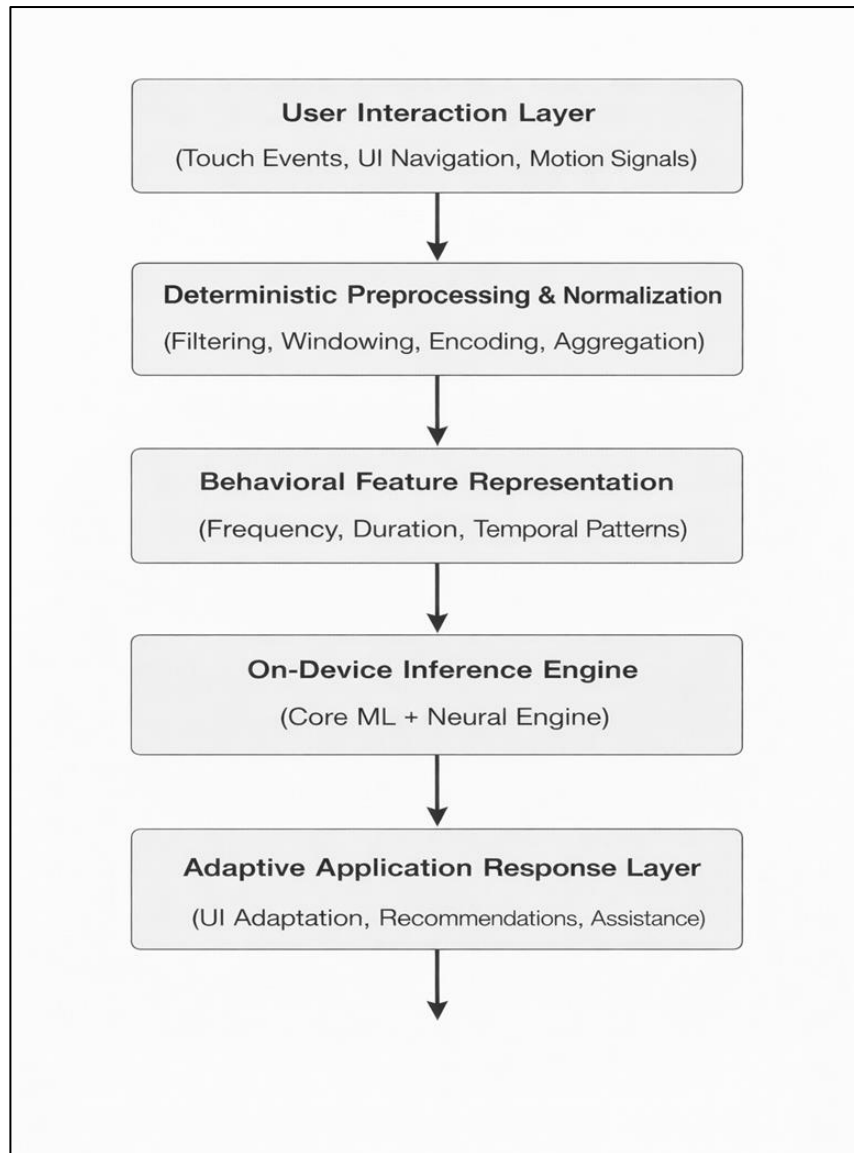 User Interaction Layer
(Touch Events, UI Navigation, Motion Signals)
Deterministic Preprocessing & Normalization
(Filtering, Windowing, Encoding, Aggregation)
Behavioral Feature Representation
(Frequency, Duration, Temporal Patterns)
On-Device Inference Engine
(Core ML + Neural Engine)
Adaptive Application Response Layer
(UI Adaptation, Recommendations, Assistance)